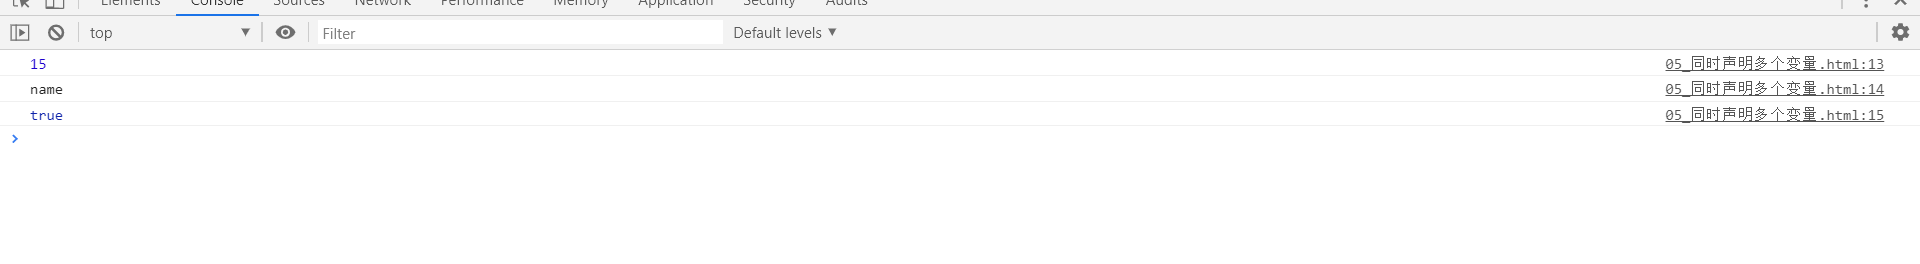 Elements Console Sources Network Performance Memory Application Security Audits
top Filter Default levels
15 05_同时声明多个变量.html:13
name 05_同时声明多个变量.html:14
true 05_同时声明多个变量.html:15